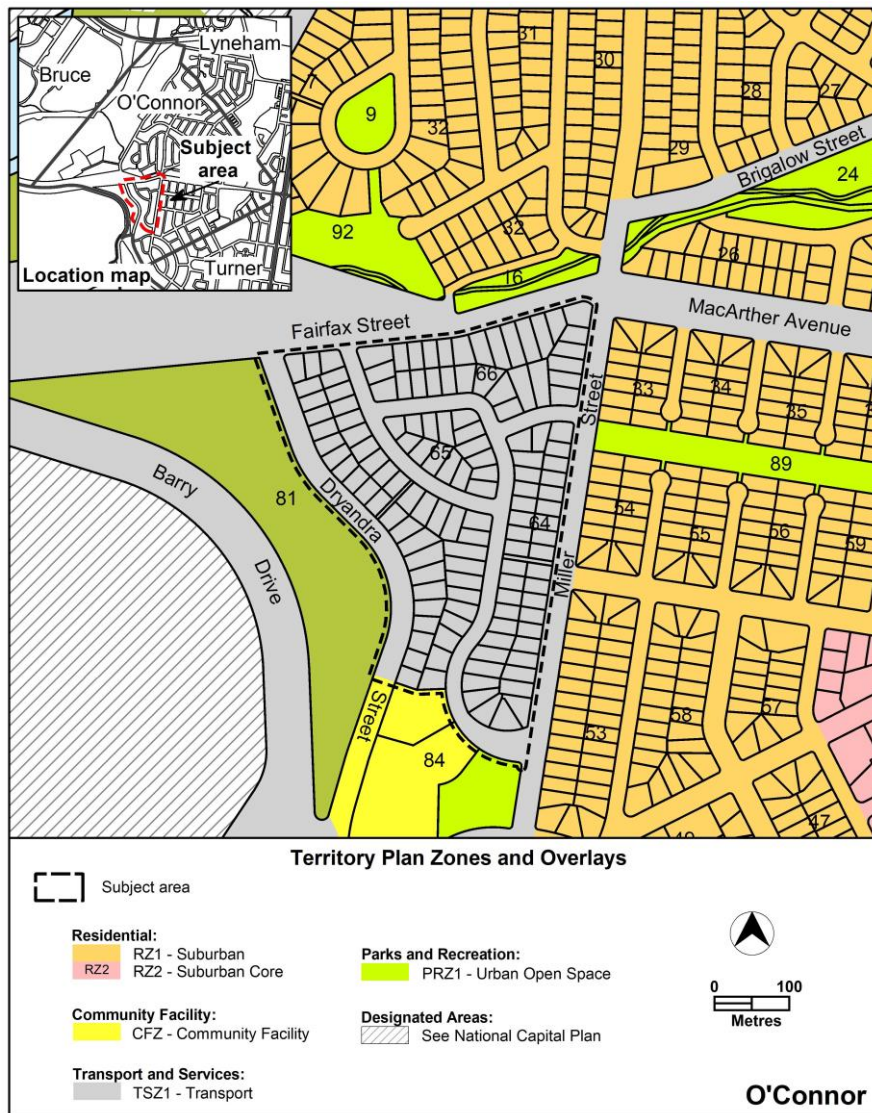 Lyneham
Bruce
O'Connor
Subject
area
Turner
Location map
7
9
32
31
30
28
27
29
Brigalow Street
24
92
32
16
26
MacArther Avenue
Fairfax Street
66
33
34
35
Street
65
89
81
Barry
Drive
Dryandra
64
54
55
56
59
Miller
53
58
57
Street
84
47
Territory Plan Zones and Overlays
Subject area
Residential:
RZ1 - Suburban
RZ2
RZ2 - Suburban Core
Community Facility:
CFZ - Community Facility
Transport and Services:
TSZ1 - Transport
Parks and Recreation:
PRZ1 - Urban Open Space
Designated Areas:
See National Capital Plan
0 100
Metres
O'Connor